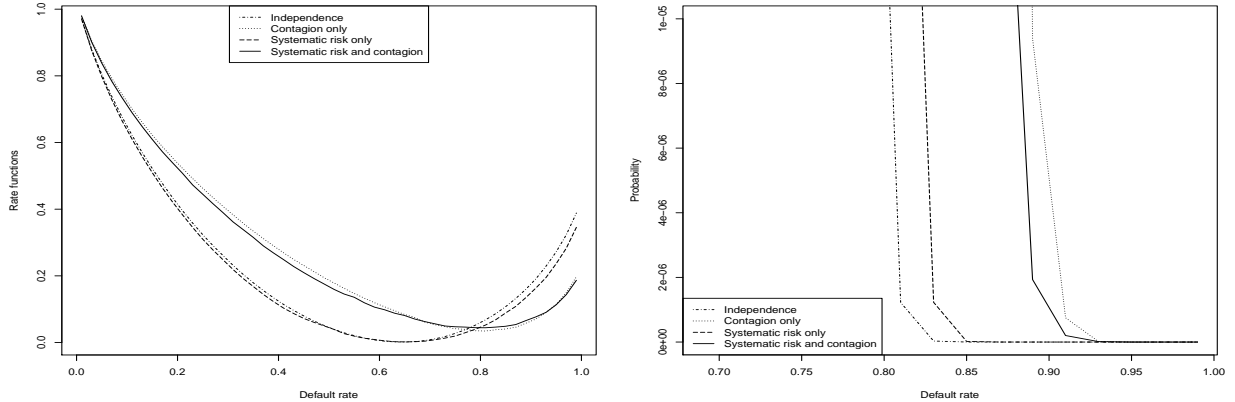 Independence
Contagion only
Systematic risk only
Systematic risk and contagion
Rate functions
1.0
0.8
0.6
0.4
0.2
0.0
0.0 0.2 0.4 0.6 0.8 1.0
Default rate
Probability
1e-05
8e-06
6e-06
4e-06
2e-06
0e+00
Independence
Contagion only
Systematic risk only
Systematic risk and contagion
0.70 0.75 0.80 0.85 0.90 0.95 1.00
Default rate